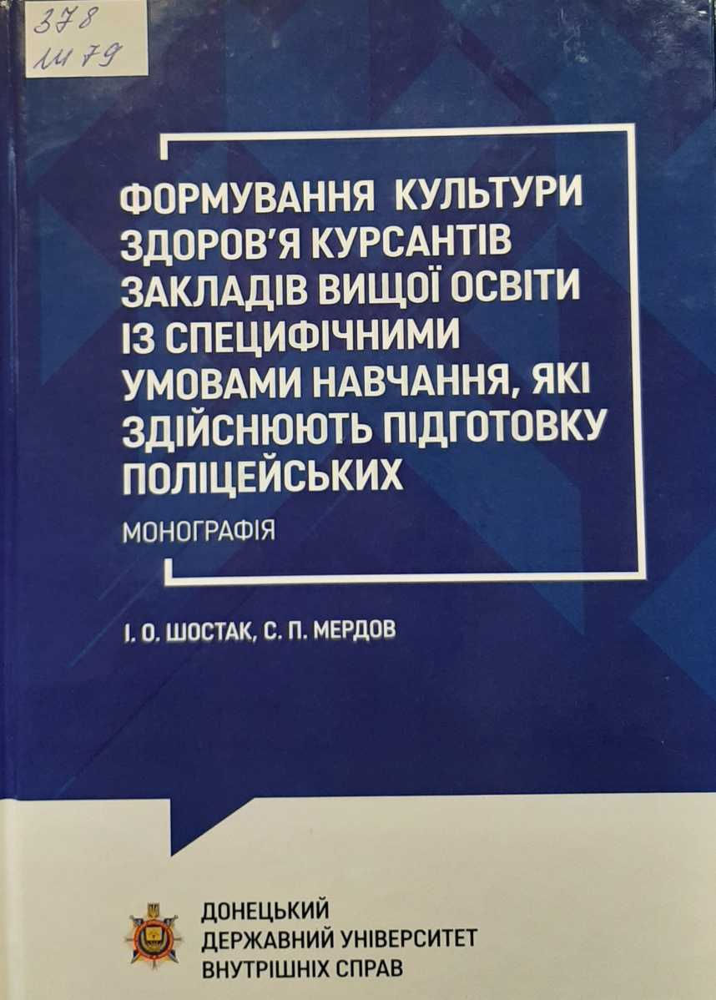 378
Ш79
ФОРМУВАННЯ КУЛЬТУРИ
ЗДОРОВ’Я КУРСАНТІВ
ЗАКЛАДІВ ВИЩОЇ ОСВІТИ
ІЗ СПЕЦИФІЧНИМИ
УМОВАМИ НАВЧАННЯ, ЯКІ
ЗДІЙСНЮЮТЬ ПІДГОТОВКУ
ПОЛІЦЕЙСЬКИХ
МОНОГРАФІЯ
І. О. ШОСТАК, С. П. МЕРДОВ
ДОНЕЦЬКИЙ
ДЕРЖАВНИЙ УНІВЕРСИТЕТ
ВНУТРІШНІХ СПРАВ